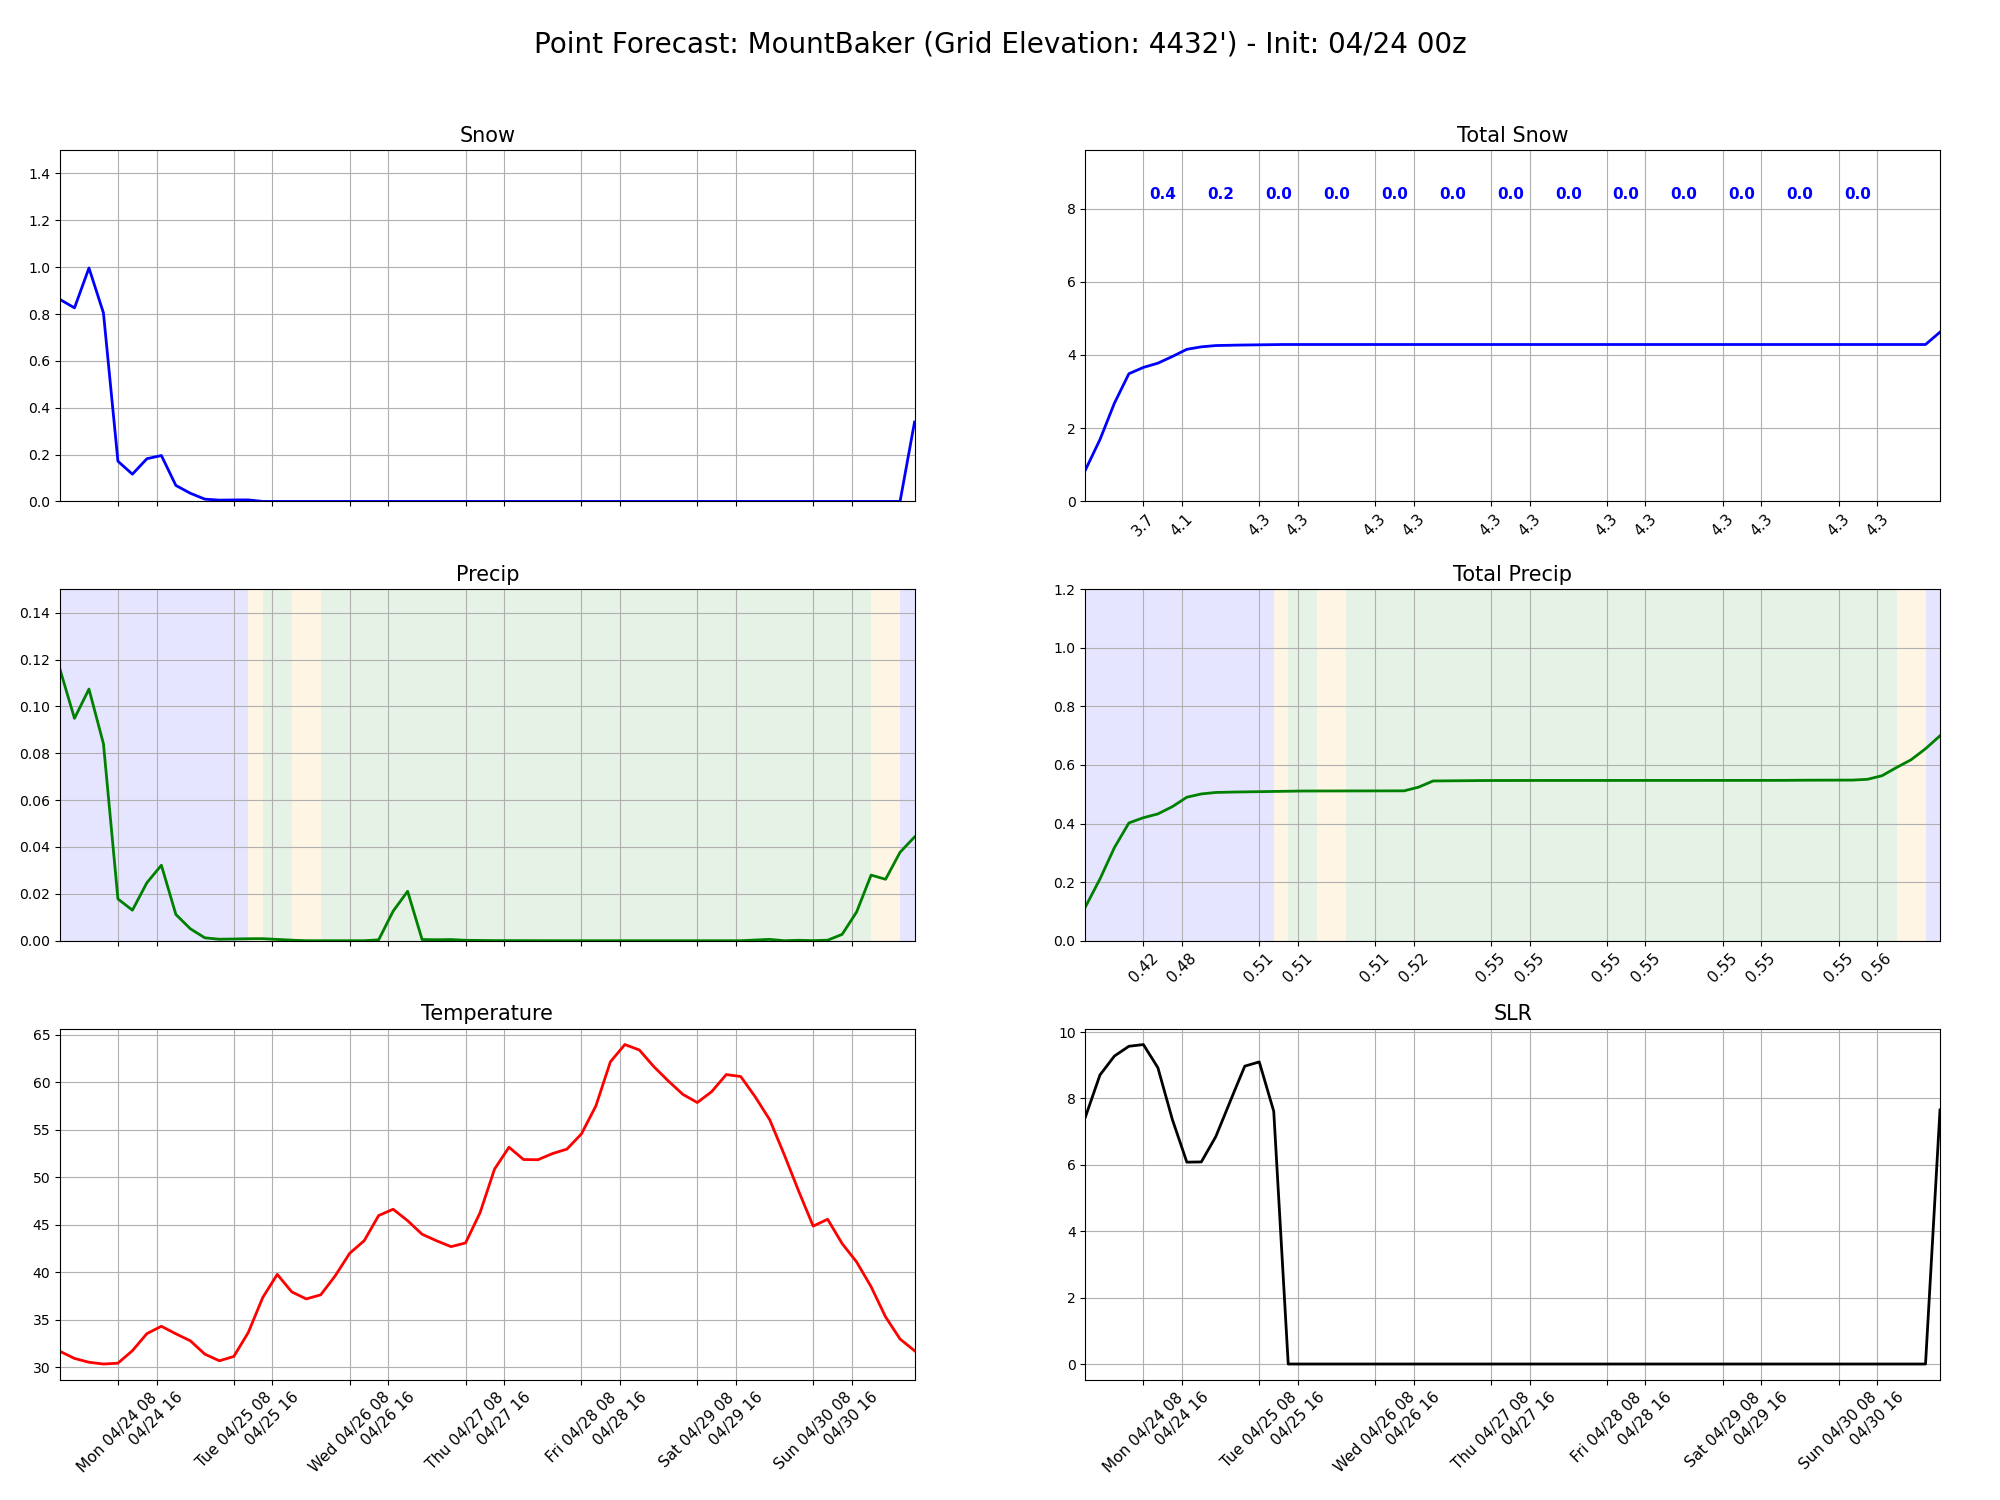 Point Forecast: MountBaker (Grid Elevation: 4432') - Init: 04/24 00z
Snow
1.4
1.2
1.0
0.8
0.6
0.4
0.2
0.0
Total Snow
0.4 0.2 0.0 0.0 0.0 0.0 0.0 0.0 0.0 0.0 0.0 0.0 0.0
8
6
4
2
0
3.7 4.1 4.3 4.3 4.3 4.3 4.3 4.3 4.3 4.3 4.3 4.3 4.3 4.3
Precip
0.14
0.12
0.10
0.08
0.06
0.04
0.02
0.00
Total Precip
1.2
1.0
0.8
0.6
0.4
0.2
0.0
0.42 0.48 0.51 0.51 0.51 0.52 0.55 0.55 0.55 0.55 0.55 0.55 0.55 0.56
Temperature
65
60
55
50
45
40
35
30
Mon 04/24 08
04/24 16
Tue 04/25 08
04/25 16
Wed 04/26 08
04/26 16
Thu 04/27 08
04/27 16
Fri 04/28 08
04/28 16
Sat 04/29 08
04/29 16
Sun 04/30 08
04/30 16
SLR
10
8
6
4
2
0
Mon 04/24 08
04/24 16
Tue 04/25 08
04/25 16
Wed 04/26 08
04/26 16
Thu 04/27 08
04/27 16
Fri 04/28 08
04/28 16
Sat 04/29 08
04/29 16
Sun 04/30 08
04/30 16